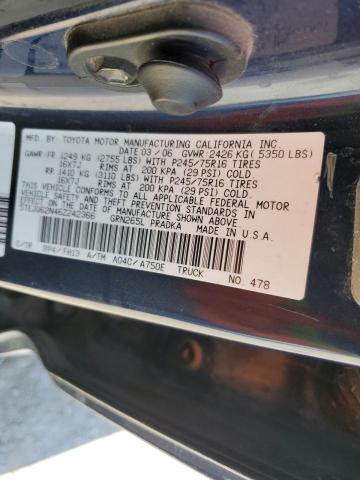 MFD. BY: TOYOTA MOTOR MANUFACTURING CALIFORNIA INC.
DATE 03 / 06 GVWR: 2426 KG( 5350 LBS)
GAWR/FR 1249 KG (2755 LBS) WITH P245/75R16 TIRES
16X7J RIMS AT 200 KPA (29 PSI) COLD.
RR 1410 KG (3110 LBS) WITH P245/75R16 TIRES
16X7J RIMS AT 200 KPA (29 PSI) COLD.
THIS VEHICLE CONFORMS TO ALL APPLICABLE FEDERAL MOTOR
VEHICLE SAFETY AND THEFT PREVENTION STANDARDS IN
EFFECT ON THE DATE OF MANUFACTURE SHOWN ABOVE.
GRN265L PRADKA MADE IN U.S.A.
C/TR 8P4/FH13 A/TM A04C/A750E TRUCK NO. 478